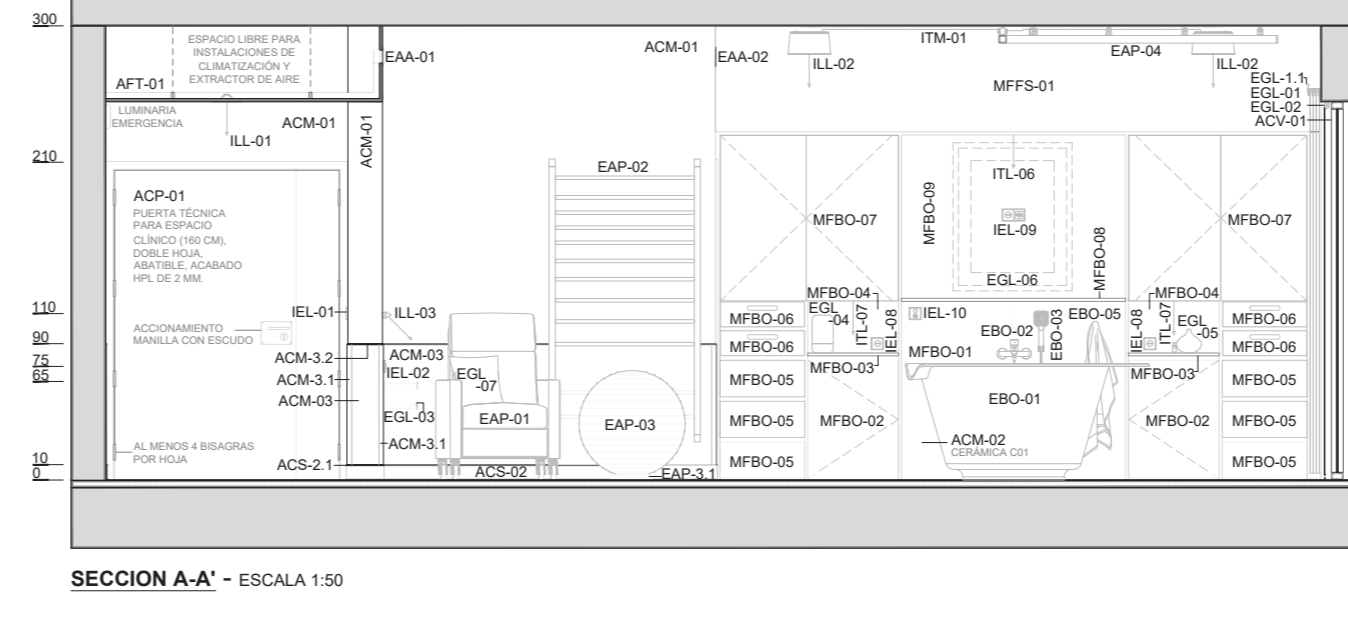 300
ESPACIO LIBRE PARA
INSTALACIONES DE
CLIMATIZACIÓN Y
EXTRACTOR DE AIRE
AFT-01
EAA-01
ACM-01
EAA-02
ILL-02
ITM-01
EAP-04
ILL-02
MFFS-01
EGL-1.1
EGL-01
EGL-02
ACV-01
LUMINARIA
EMERGENCIA
ACM-01
ILL-01
ACM-01
210
EAP-02
ITL-06
MFBO-09
IEL-09
MFBO-07
MFBO-07
ACP-01
PUERTA TÉCNICA
PARA ESPACIO
CLÍNICO (160 CM),
DOBLE HOJA,
ABATIBLE, ACABADO
HPL DE 2 MM.
EGL-06
MFBO-08
MFBO-04
MFBO-04
110
IEL-01
ILL-03
MFBO-06
EGL
-04
ITL-07
IEL-08
IEL-10
EBO-02
EBO-03
EBO-05
IEL-08
ITL-07
EGL
-05
MFBO-06
ACCIONAMIENTO
MANILLA CON ESCUDO
90
MFBO-06
MFBO-01
MFBO-06
75
ACM-3.2
ACM-03
IEL-02
MFBO-03
MFBO-03
65
ACM-3.1
EGL
-07
MFBO-05
MFBO-05
ACM-03
EBO-01
EGL-03
EAP-01
EAP-03
MFBO-05
MFBO-02
MFBO-02
MFBO-05
AL MENOS 4 BISAGRAS
POR HOJA
ACM-3.1
ACM-02
CERÁMICA C01
10
ACS-2.1
ACS-02
MFBO-05
MFBO-05
0
EAP-3.1
SECCION A-A' - ESCALA 1:50